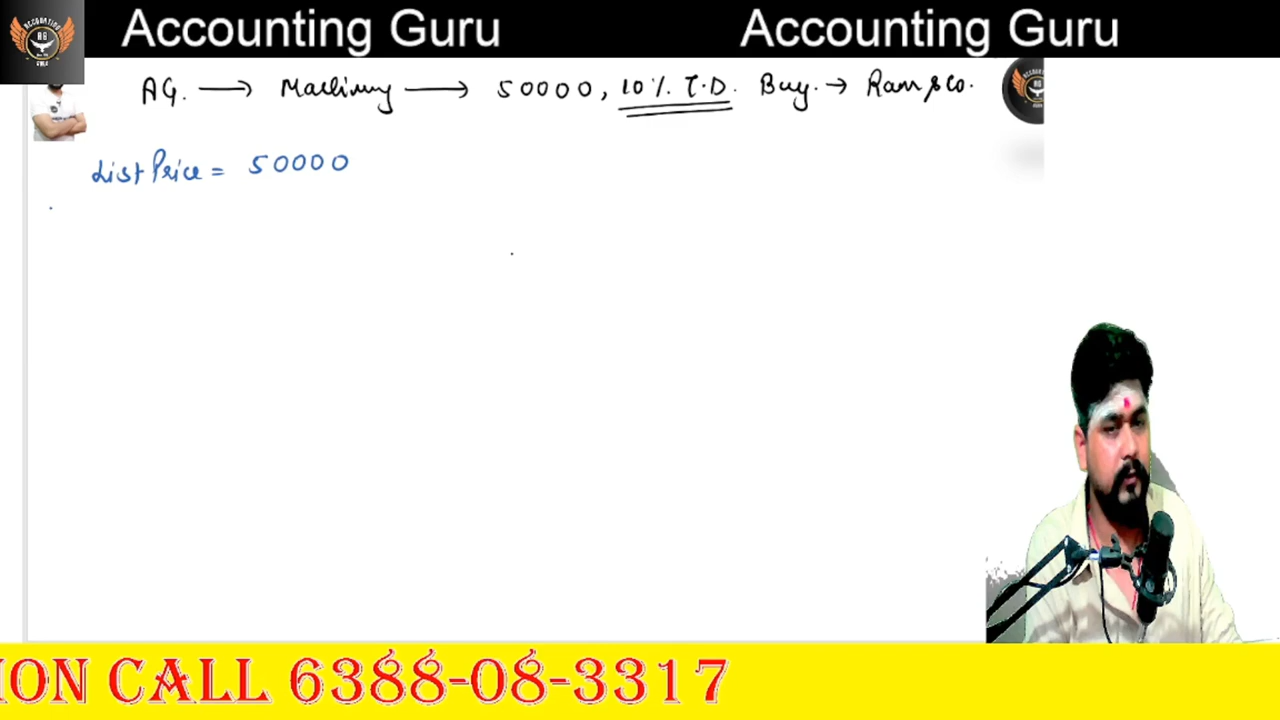 Accounting Guru
Accounting Guru
AG. → Machinery → 50000, 10% T.D. Buy. → Ram & Co.
List Price = 50000
ION CALL 6388-08-3317